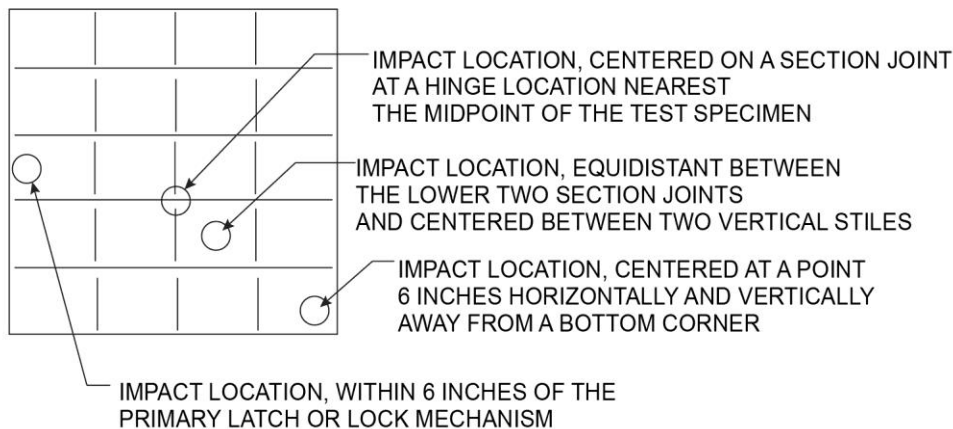 IMPACT LOCATION, CENTERED ON A SECTION JOINT
AT A HINGE LOCATION NEAREST
THE MIDPOINT OF THE TEST SPECIMEN
IMPACT LOCATION, EQUIDISTANT BETWEEN
THE LOWER TWO SECTION JOINTS
AND CENTERED BETWEEN TWO VERTICAL STILES
IMPACT LOCATION, CENTERED AT A POINT
6 INCHES HORIZONTALLY AND VERTICALLY
AWAY FROM A BOTTOM CORNER
IMPACT LOCATION, WITHIN 6 INCHES OF THE
PRIMARY LATCH OR LOCK MECHANISM